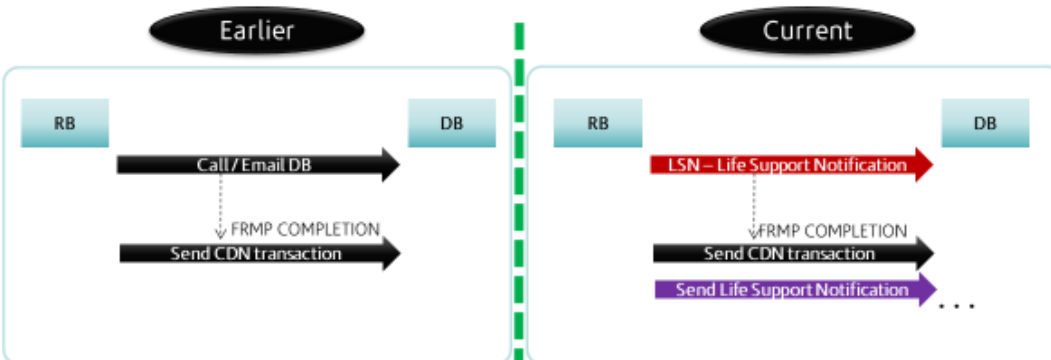 Earlier
RB
DB
Call / Email DB
FRMP COMPLETION
Send CDN transaction
Current
RB
DB
LSN – Life Support Notification
FRMP COMPLETION
Send CDN transaction
Send Life Support Notification
...